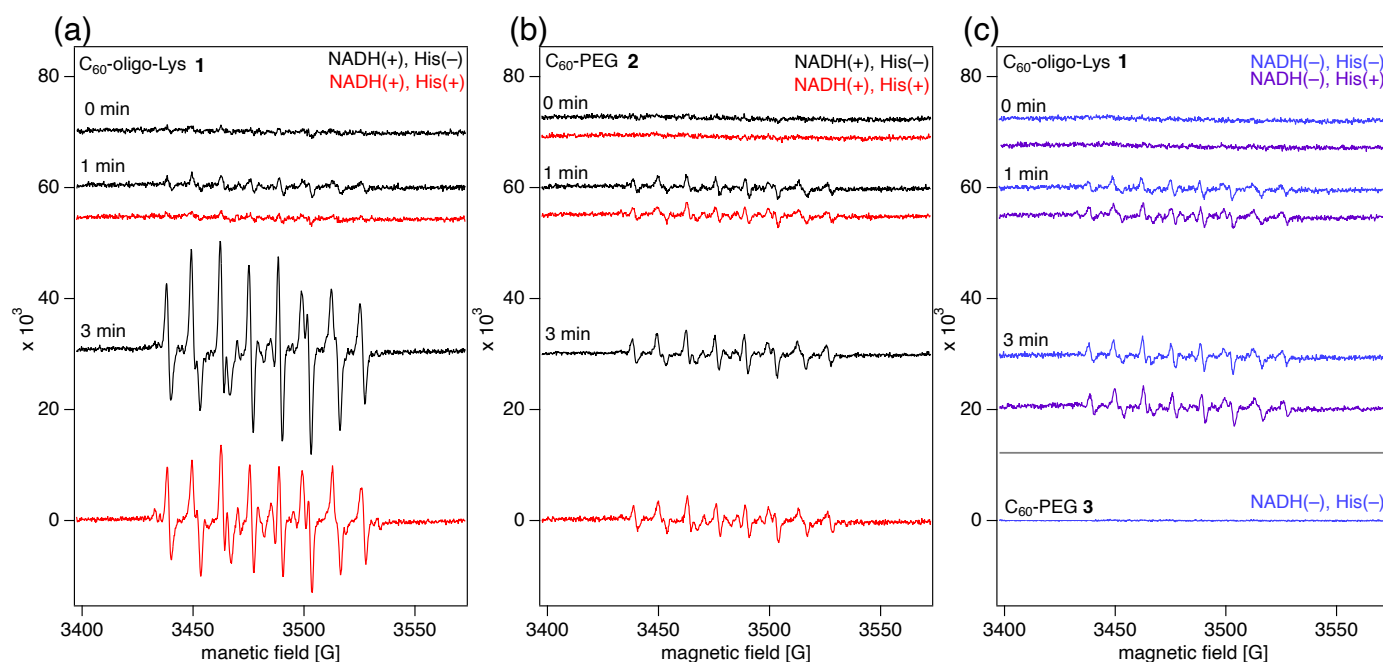 (a)
C60-oligo-Lys 1
NADH(+), His(–)
NADH(+), His(+)
0 min
1 min
3 min
80
60
40
20
0
x 10^3
3400
3450
3500
3550
manetic field [G]
(b)
C60-PEG 2
NADH(+), His(–)
NADH(+), His(+)
0 min
1 min
3 min
80
60
40
20
0
x 10^3
3400
3450
3500
3550
magnetic field [G]
(c)
C60-oligo-Lys 1
NADH(–), His(–)
NADH(–), His(+)
0 min
1 min
3 min
C60-PEG 3
NADH(–), His(–)
80
60
40
20
0
x 10^3
3400
3450
3500
3550
magnetic field [G]